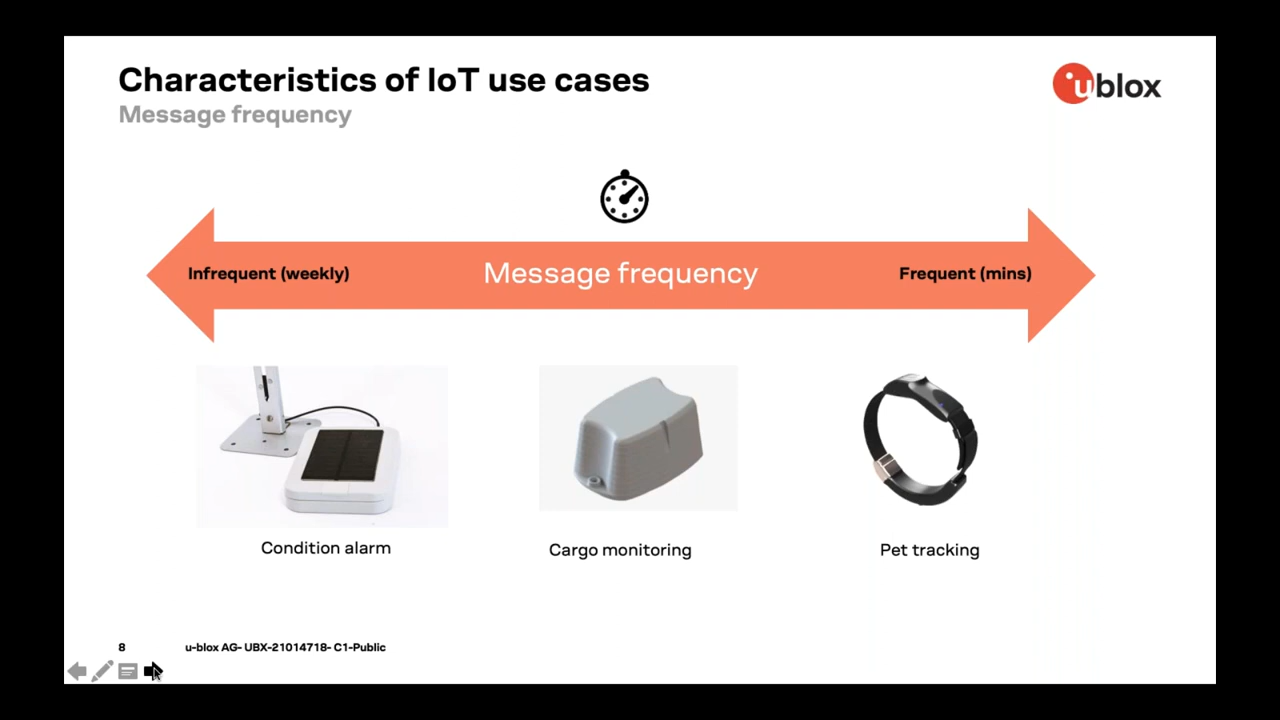 Characteristics of IoT use cases
Message frequency
ublox
Infrequent (weekly)
Message frequency
Frequent (mins)
Condition alarm
Cargo monitoring
Pet tracking
8
u-blox AG- UBX-21014718- C1-Public